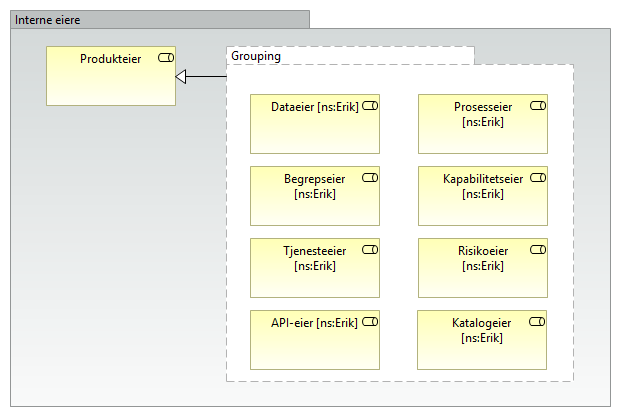 Interne eiere
Produkteier
Grouping
Dataeier [ns:Erik]
Prosesseier
[ns:Erik]
Begrepseier
[ns:Erik]
Kapabilitetseier
[ns:Erik]
Tjenesteeier
[ns:Erik]
Risikoeier
[ns:Erik]
API-eier [ns:Erik]
Katalogeier
[ns:Erik]